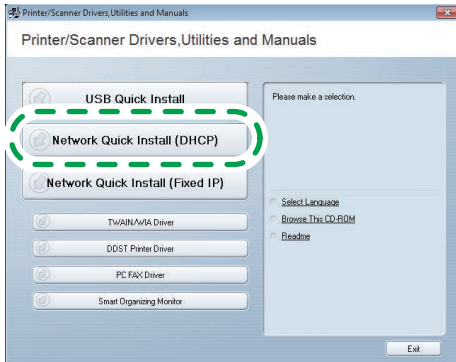 Printer/Scanner Drivers,Utilities and Manuals
Printer/Scanner Drivers,Utilities and Manuals
USB Quick Install
Network Quick Install (DHCP)
Network Quick Install (Fixed IP)
TWAIN/WIA Driver
DDST Printer Driver
PC FAX Driver
Smart Organizing Monitor
Please make a selection.
Select Language
Browse This CD-ROM
Readme
Exit